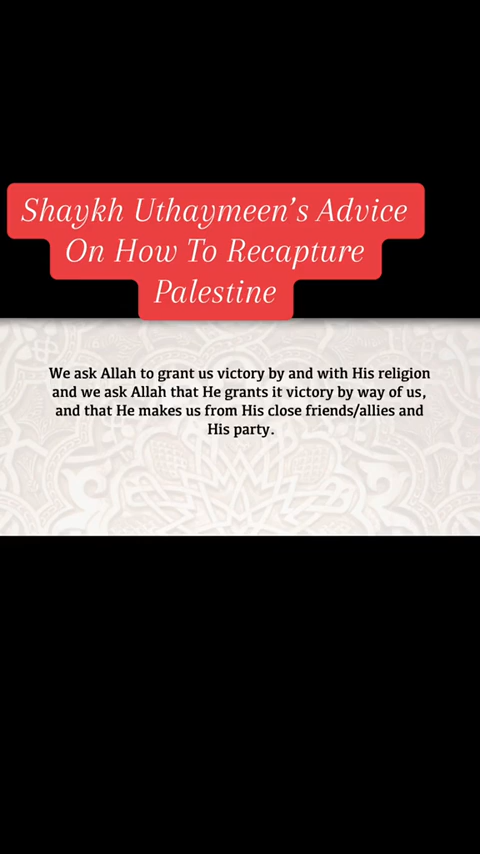 Shaykh Uthaymeen's Advice
On How To Recapture
Palestine
We ask Allah to grant us victory by and with His religion
and we ask Allah that He grants it victory by way of us,
and that He makes us from His close friends/allies and
His party.